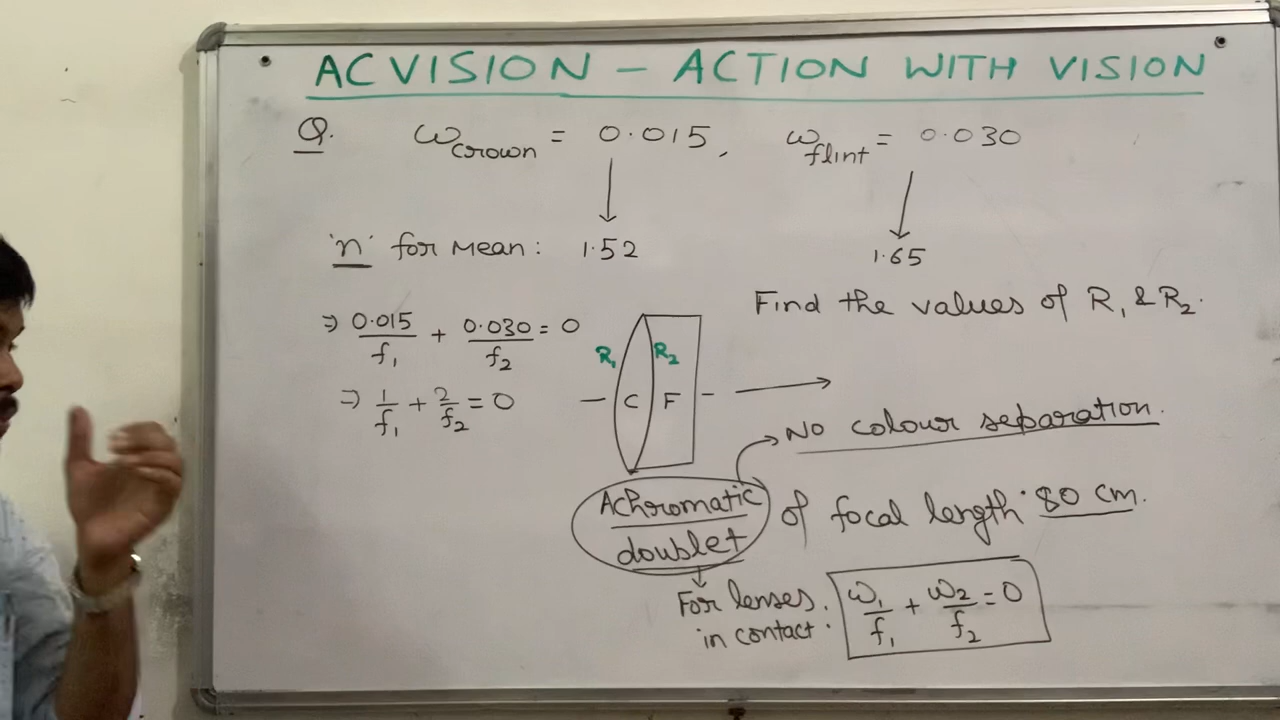 ACVISION - ACTION WITH VISION
Q. ω_crown = 0.015, ω_flint = 0.030
'n' for Mean: 1.52 1.65
Find the values of R₁ & R₂.
⇒ 0.015/f₁ + 0.030/f₂ = 0
⇒ 1/f₁ + 2/f₂ = 0
R₁ R₂
C F
→ NO colour separation.
Achromatic doublet of focal length: 80 cm.
For lenses in contact: ω₁/f₁ + ω₂/f₂ = 0